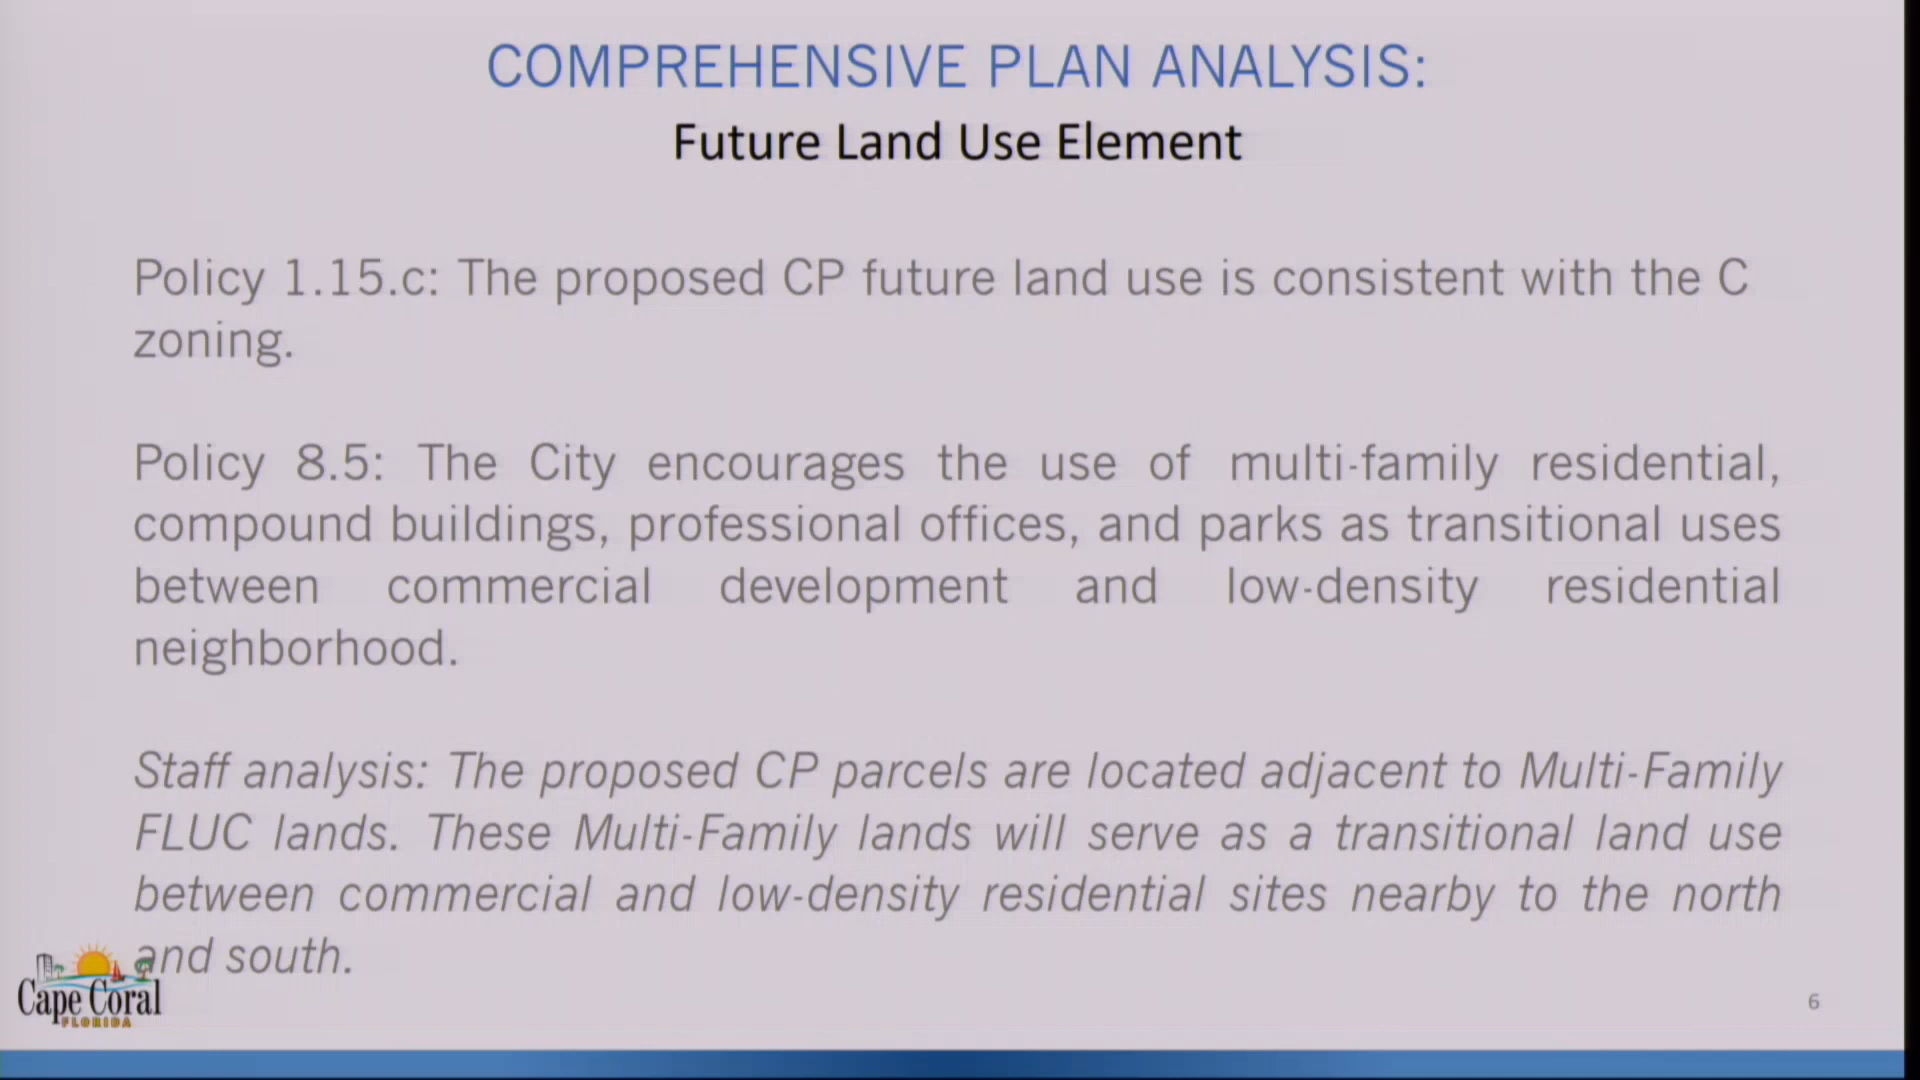 COMPREHENSIVE PLAN ANALYSIS:
Future Land Use Element
Policy 1.15.c: The proposed CP future land use is consistent with the C
zoning.
Policy 8.5: The City encourages the use of multi-family residential,
compound buildings, professional offices, and parks as transitional uses
between commercial development and low-density residential
neighborhood.
Staff analysis: The proposed CP parcels are located adjacent to Multi-Family
FLUC lands. These Multi-Family lands will serve as a transitional land use
between commercial and low-density residential sites nearby to the north
and south.
Cape Coral
FLORIDA
6